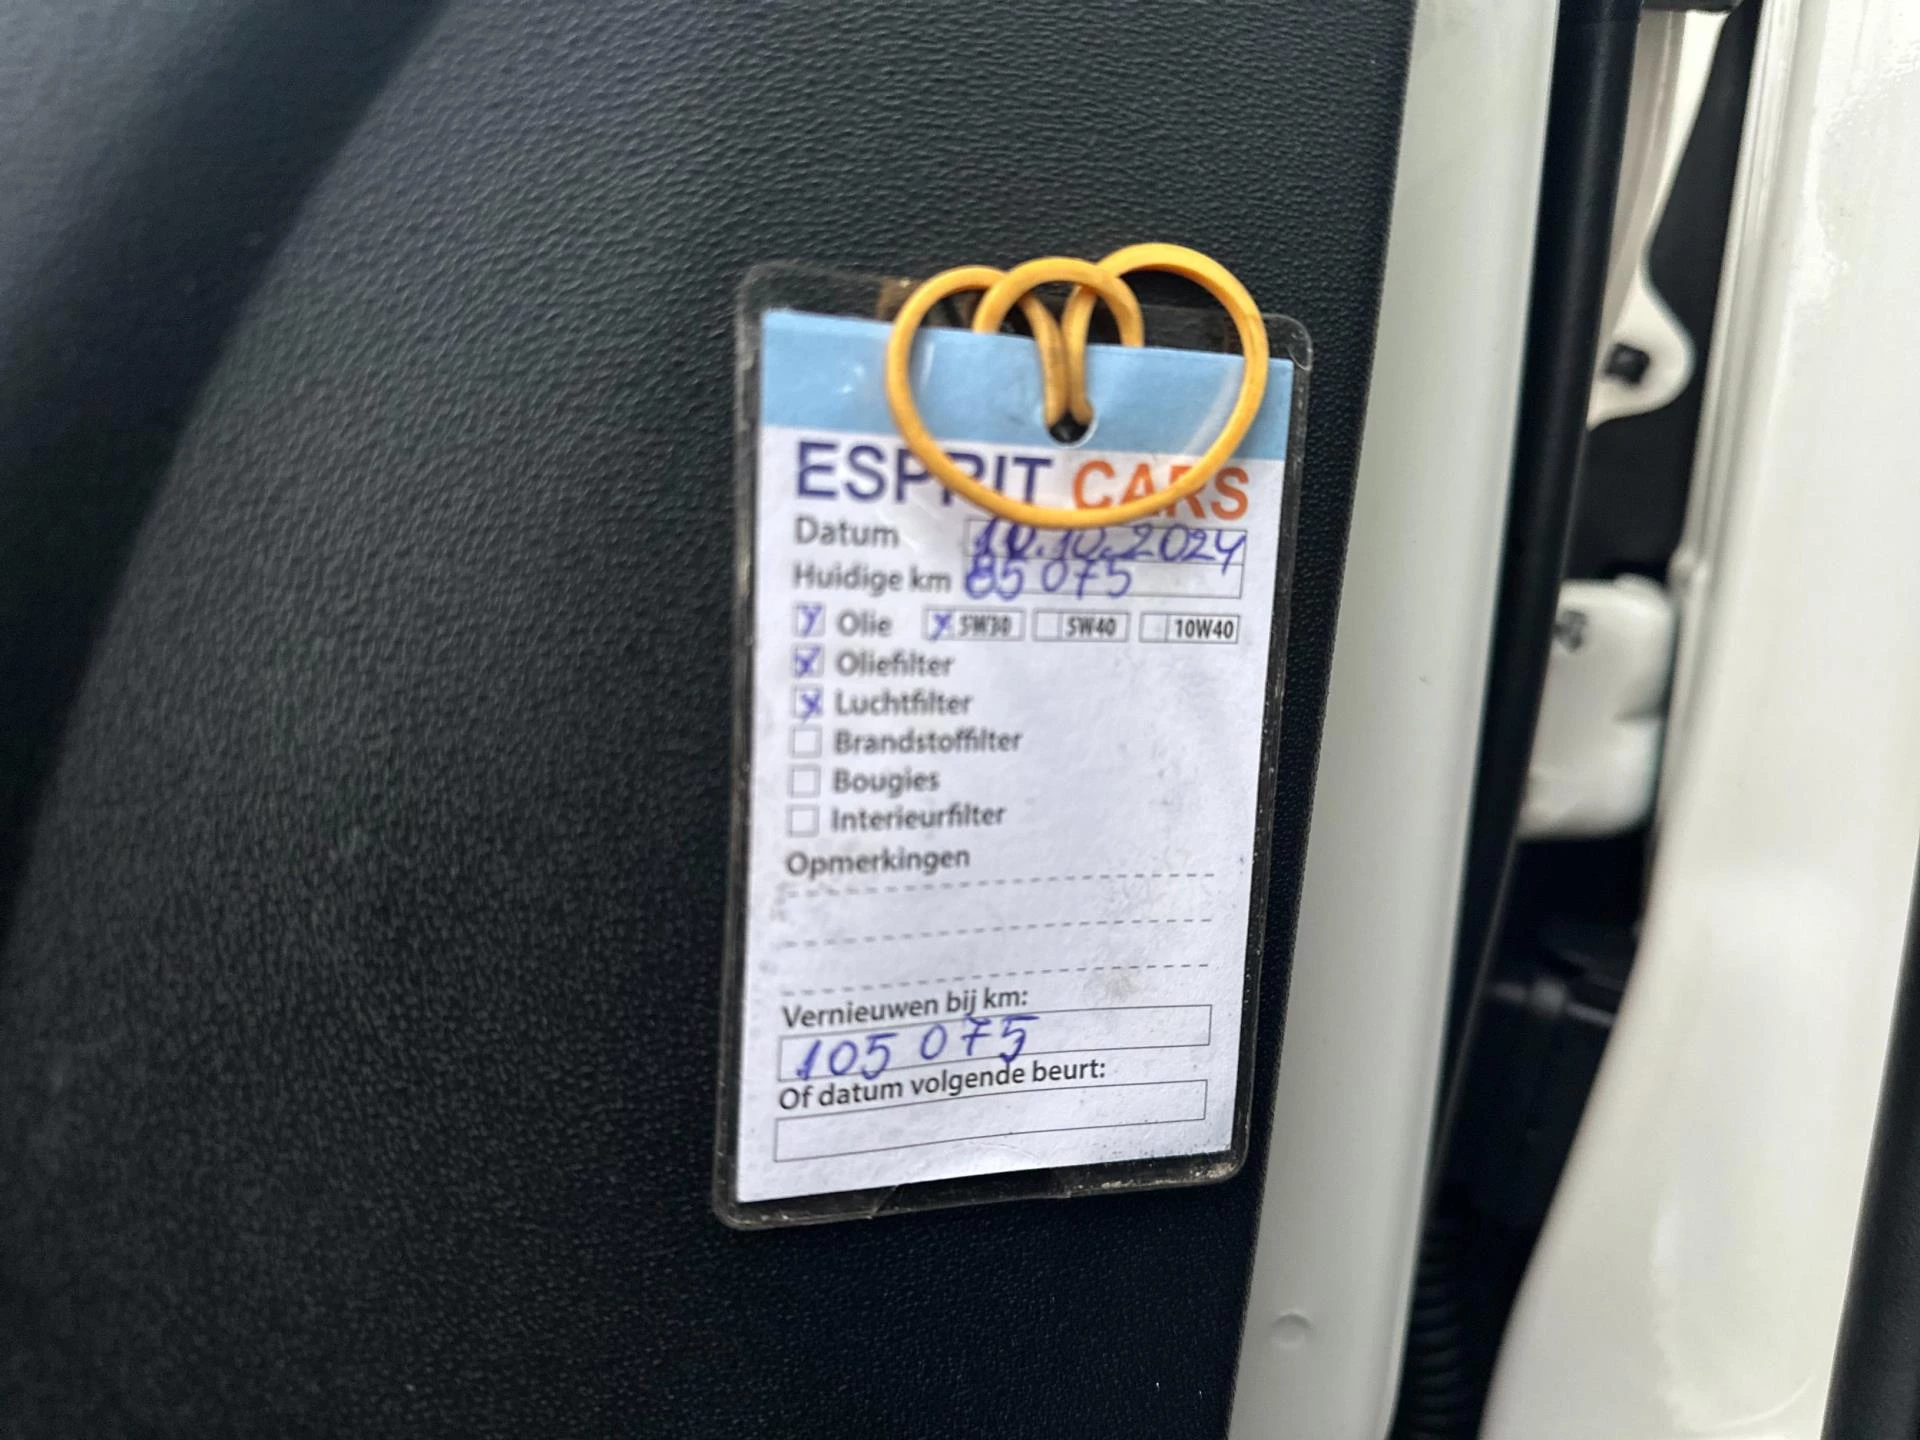 ESPRIT CARS
Datum 10.10.2024
Huidige km 85 075
Olie 5W30 5W40 10W40
Oliefilter
Luchtfilter
Brandstoffilter
Bougies
Interieurfilter
Opmerkingen
Vernieuwen bij km:
105 075
Of datum volgende beurt: